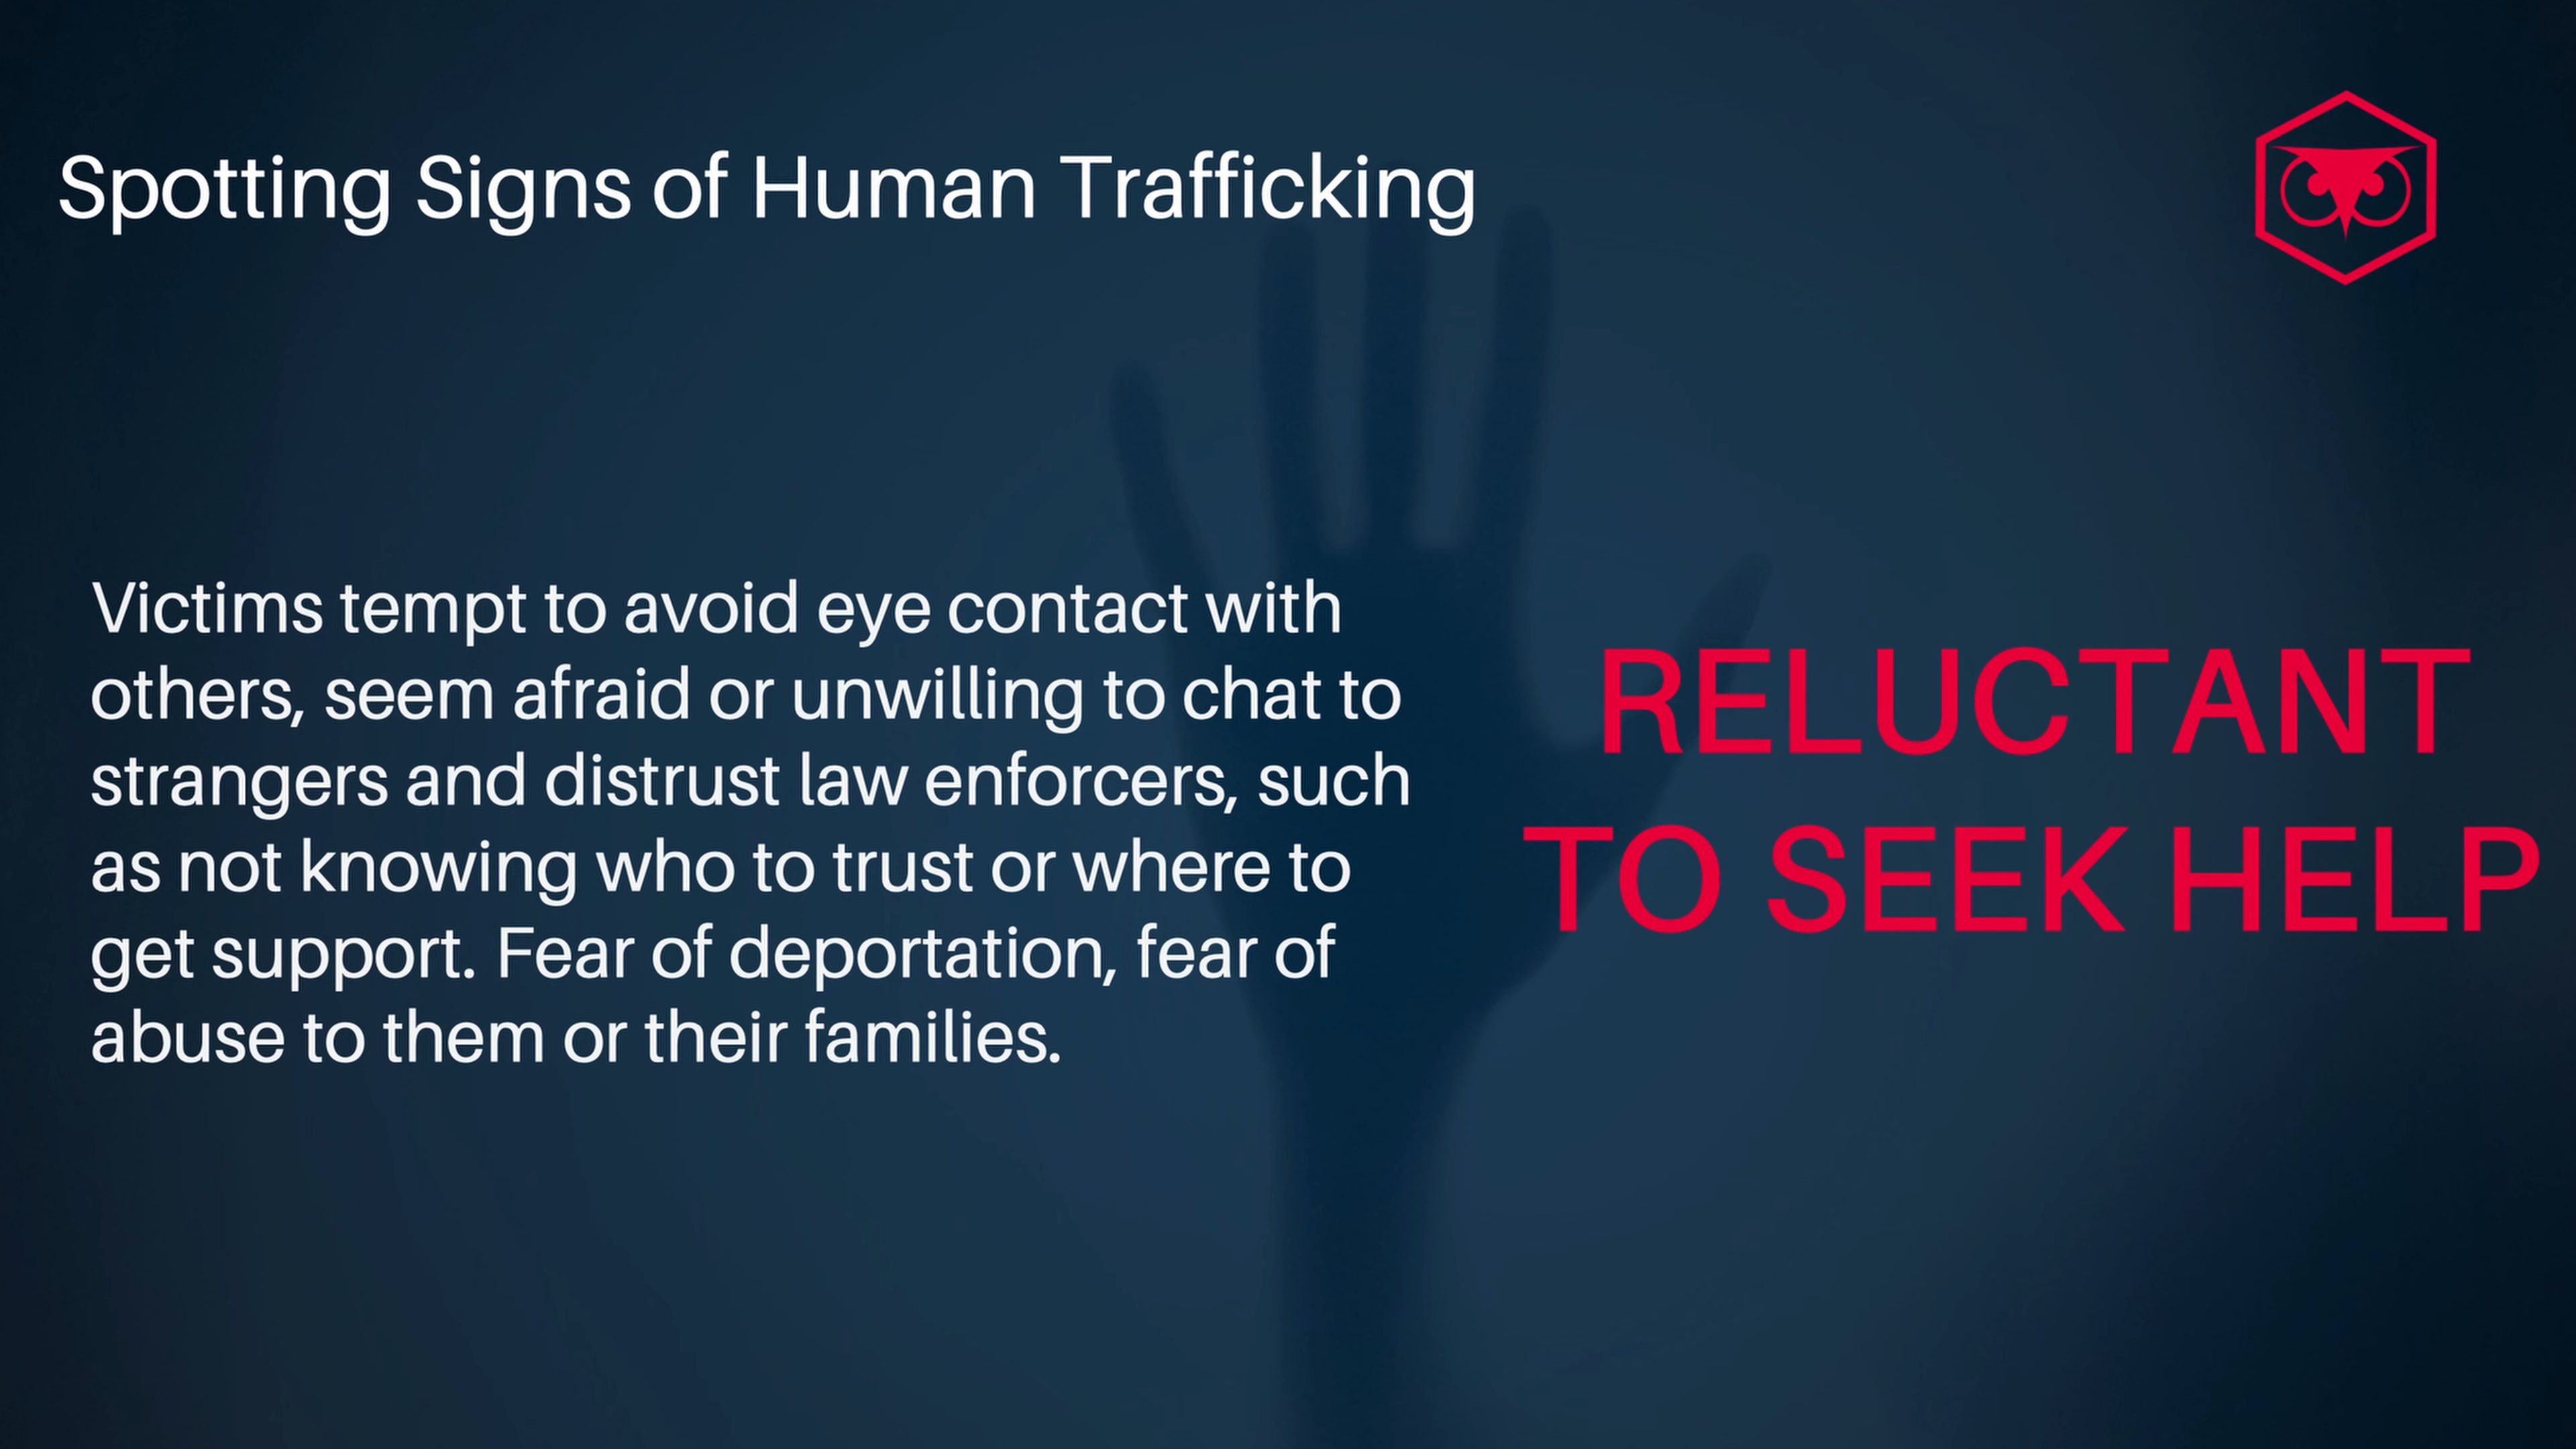 Spotting Signs of Human Trafficking
Victims tempt to avoid eye contact with
others, seem afraid or unwilling to chat to
strangers and distrust law enforcers, such
as not knowing who to trust or where to
get support. Fear of deportation, fear of
abuse to them or their families.
RELUCTANT
TO SEEK HELP